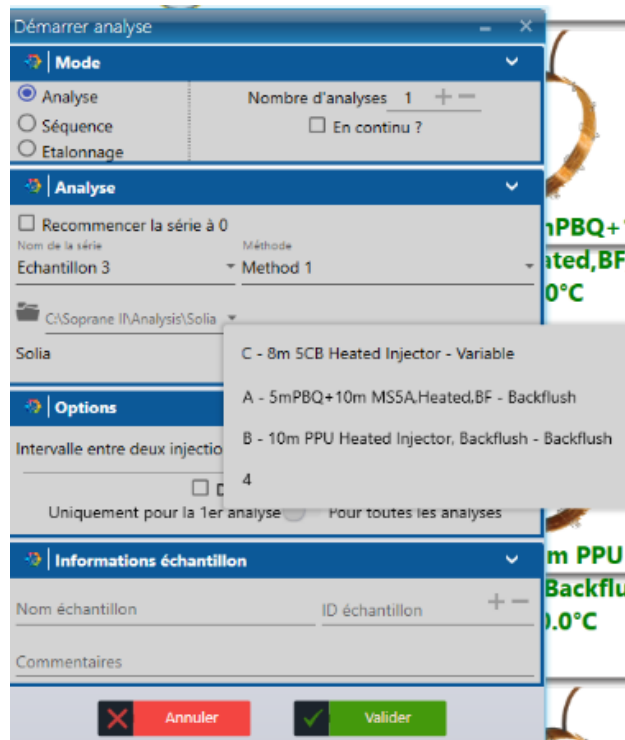 Démarrer analyse
Mode
Analyse
Nombre d'analyses 1
Séquence
En continu ?
Etalonnage
Analyse
Recommencer la série à 0
Nom de la série
Méthode
Echantillon 3
Method 1
C:\Soprane II\Analysis\Solia
Solia
C - 8m 5CB Heated Injector - Variable
A - 5mPBQ+10m MS5A,Heated,BF - Backflush
B - 10m PPU Heated Injector, Backflush - Backflush
4
Options
Intervalle entre deux injectio
Uniquement pour la 1er analyse
Pour toutes les analyses
Informations échantillon
Nom échantillon
ID échantillon
Commentaires
Annuler
Valider
mPBQ+
ated,BF
0°C
m PPU
Backflu
0.0°C